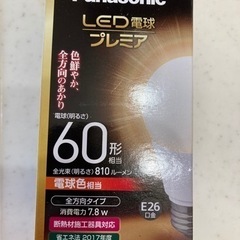 Panasonic
LED電球
プレミア
色鮮やか、
全方向のあかり
電球(明るさ)
60形
相当
全光束(明るさ) 810 ルーメン
電球色相当
E26
口金
全方向タイプ
消費電力 7.8W
断熱材施工器具対応
省エネ法 2017年度